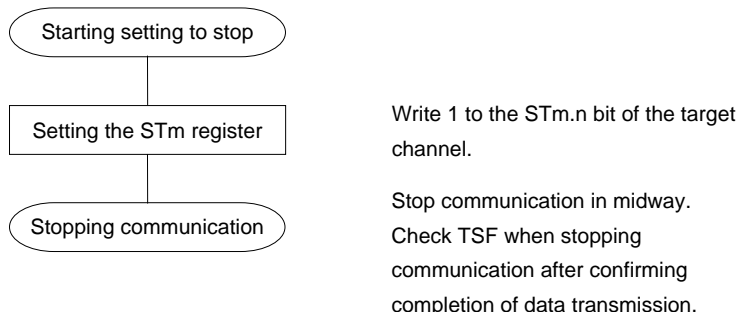 Starting setting to stop
Setting the STm register
Write 1 to the STm.n bit of the target
channel.
Stopping communication
Stop communication in midway.
Check TSF when stopping
communication after confirming
completion of data transmission.